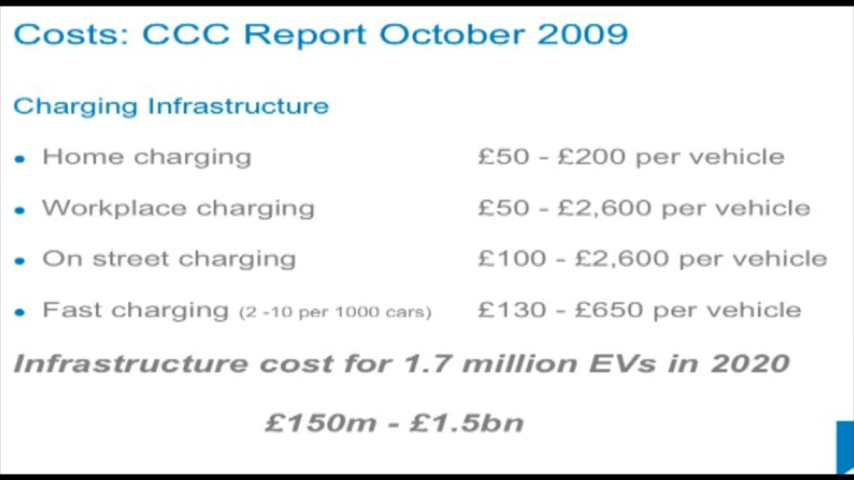 Costs: CCC Report October 2009
Charging Infrastructure
• Home charging £50 - £200 per vehicle
• Workplace charging £50 - £2,600 per vehicle
• On street charging £100 - £2,600 per vehicle
• Fast charging (2 -10 per 1000 cars) £130 - £650 per vehicle
Infrastructure cost for 1.7 million EVs in 2020
£150m - £1.5bn